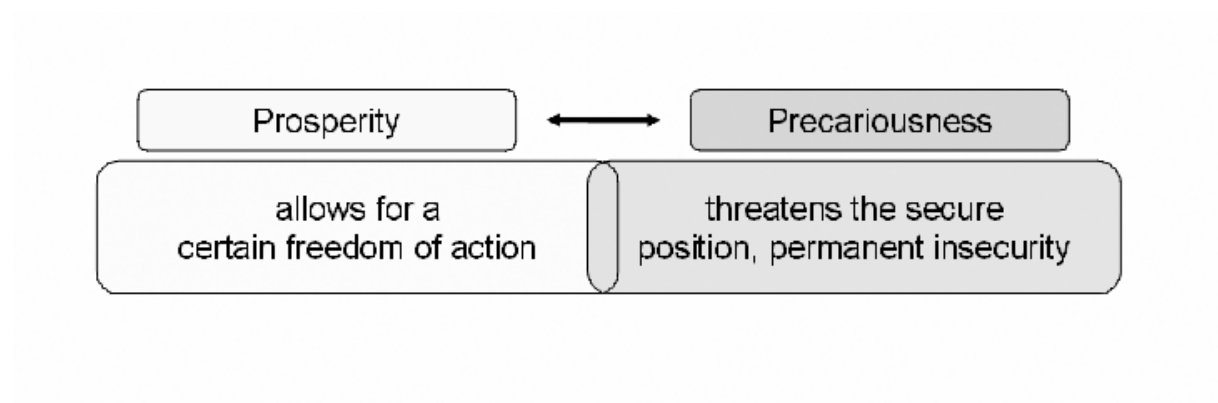 Prosperity
Precariousness
allows for a
certain freedom of action
threatens the secure
position, permanent insecurity